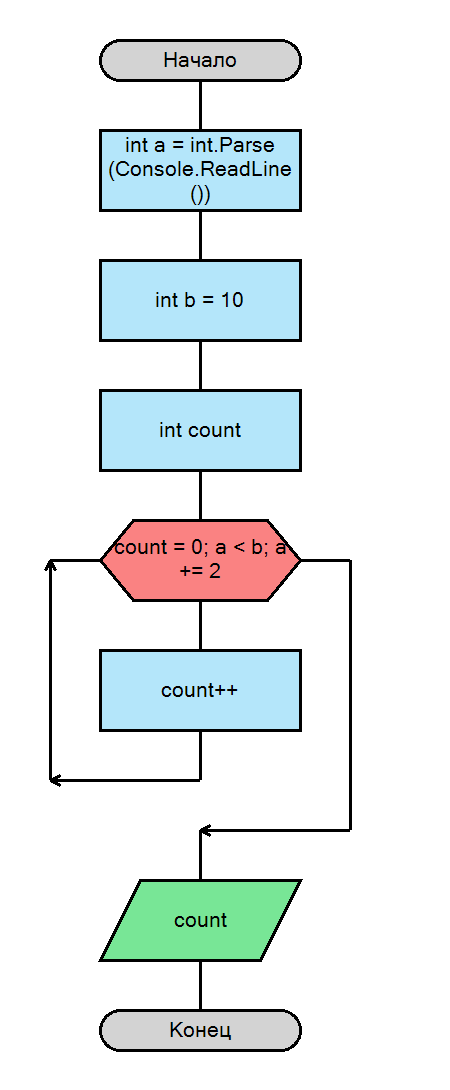 Начало
int a = int.Parse
(Console.ReadLine
())
int b = 10
int count
count = 0; a < b; a
+= 2
count++
count
Конец